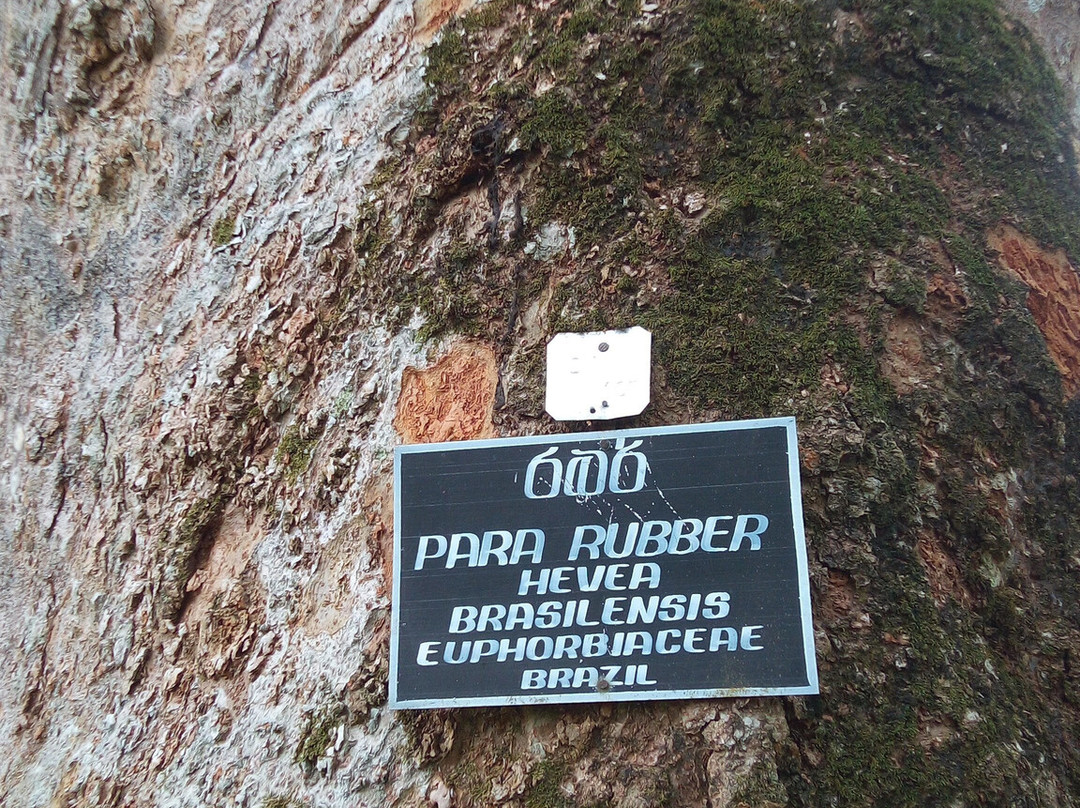 රබර්
PARA RUBBER
HEVEA
BRASILENSIS
EUPHORBIACEAE
BRAZIL